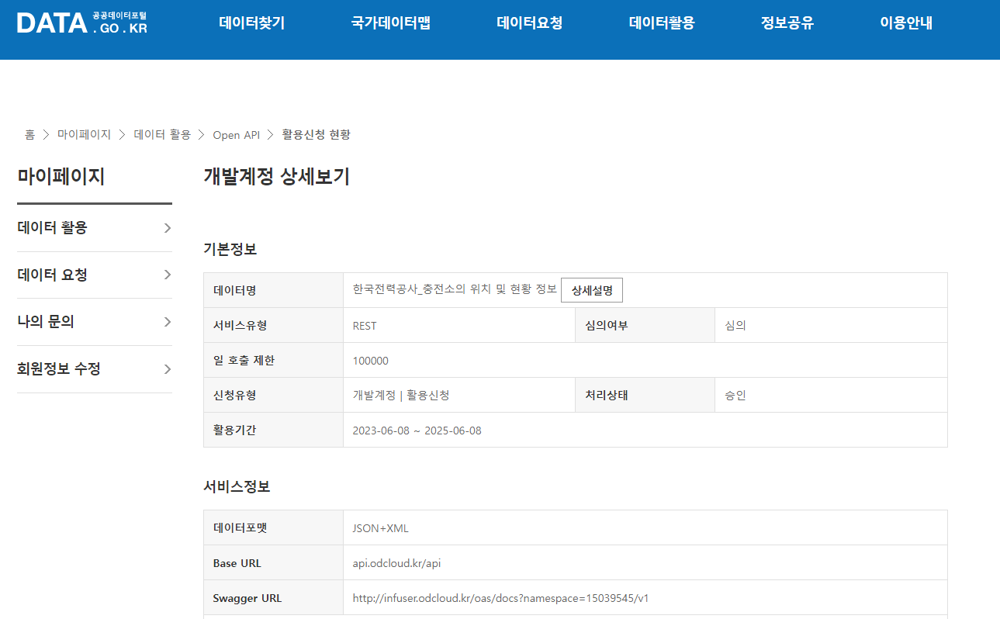 DATA 공공데이터포털 . GO . KR
데이터찾기 국가데이터맵 데이터요청 데이터활용 정보공유 이용안내
홈 > 마이페이지 > 데이터 활용 > Open API > 활용신청 현황
마이페이지
데이터 활용
데이터 요청
나의 문의
회원정보 수정
개발계정 상세보기
기본정보
데이터명 한국전력공사_충전소의 위치 및 현황 정보 상세설명
서비스유형 REST 심의여부 심의
일 호출 제한 100000
신청유형 개발계정 | 활용신청 처리상태 승인
활용기간 2023-06-08 ~ 2025-06-08
서비스정보
데이터포맷 JSON+XML
Base URL api.odcloud.kr/api
Swagger URL http://infuser.odcloud.kr/oas/docs?namespace=15039545/v1